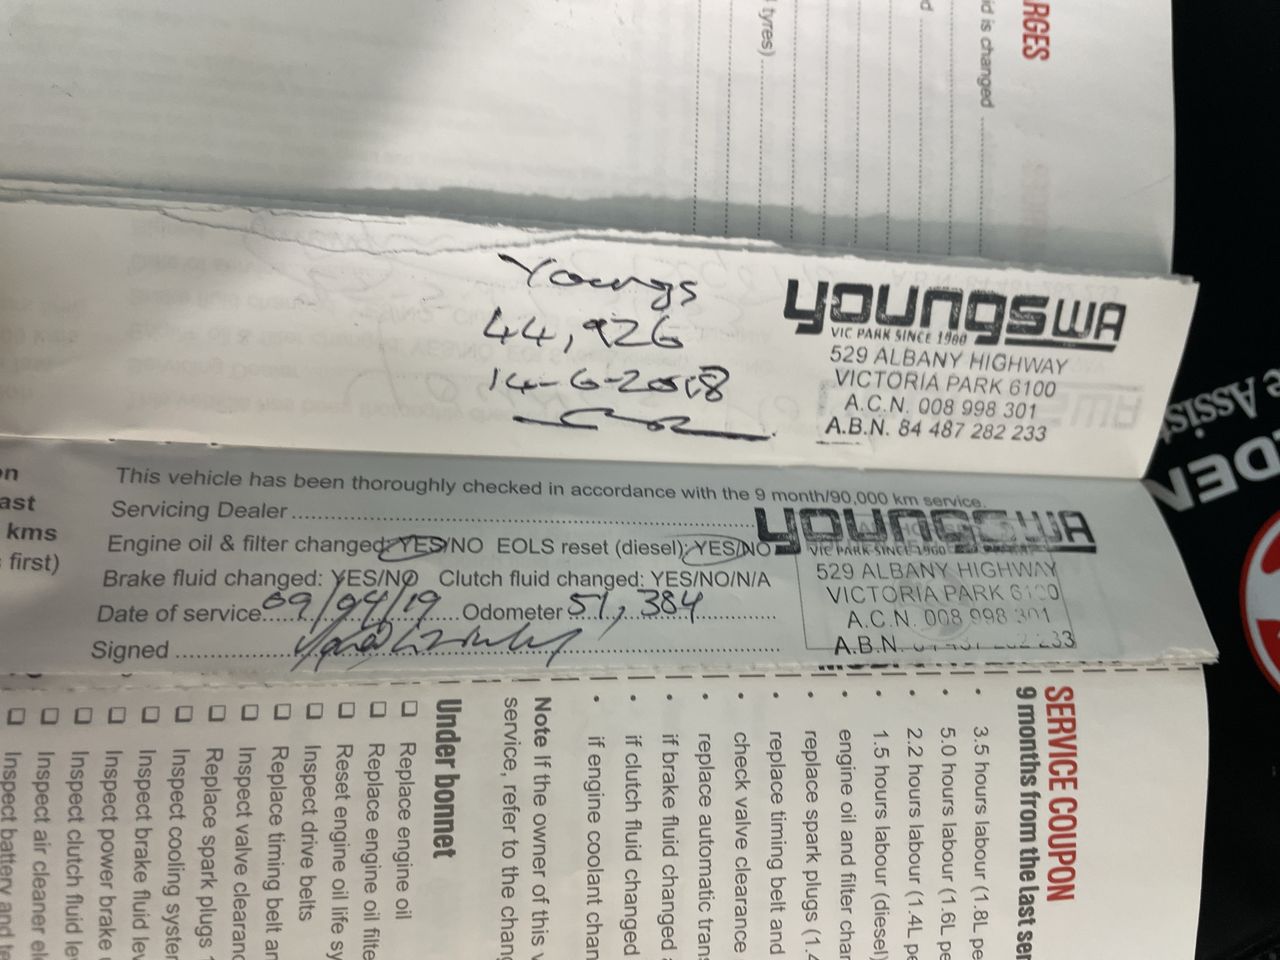 RGES
id is changed
d
tyres)
Youngs
44,926
14-6-2018
youngsWA
VIC PARK SINCE 1980
529 ALBANY HIGHWAY
VICTORIA PARK 6100
A.C.N. 008 998 301
A.B.N. 84 487 282 233
on
ast
kms
first)
This vehicle has been thoroughly checked in accordance with the 9 month/90,000 km service.
Servicing Dealer
Engine oil & filter changed: YES/NO EOLS reset (diesel): YES/NO
Brake fluid changed: YES/NO Clutch fluid changed: YES/NO/N/A
Date of service 09/04/19 Odometer 51,384
Signed
youngsWA
VIC PARK SINCE 1980
529 ALBANY HIGHWAY
VICTORIA PARK 6100
A.C.N. 008 998 301
A.B.N. 233
SERVICE COUPON
9 months from the last ser
• 3.5 hours labour (1.8L pe
• 5.0 hours labour (1.6L pe
• 2.2 hours labour (1.4L pe
• 1.5 hours labour (diesel)
• engine oil and filter char
• replace spark plugs (1.4
• replace timing belt and
• check valve clearance
• replace automatic tran
• if brake fluid changed
• if clutch fluid changed
• if engine coolant chan
Note If the owner of this v
service, refer to the chang
Under bonnet
❑ Replace engine oil
❑ Replace engine oil filte
❑ Reset engine oil life sy
❑ Inspect drive belts
❑ Replace timing belt an
❑ Inspect valve clearanc
❑ Replace spark plugs
❑ Inspect cooling system
❑ Inspect brake fluid lev
❑ Inspect power brake
❑ Inspect clutch fluid lev
❑ Inspect air cleaner el
❑ Inspect battery and te
e Assist
DEN